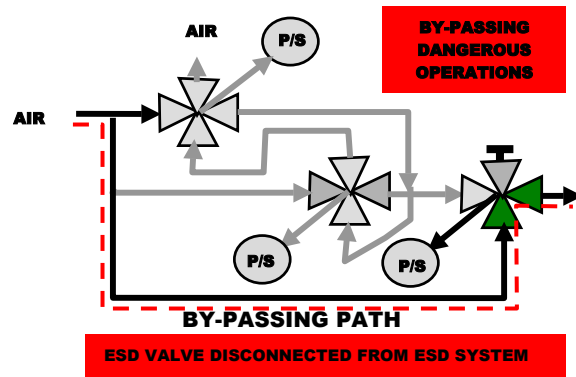 AIR
P/S
BY-PASSING
DANGEROUS
OPERATIONS
AIR
P/S
P/S
BY-PASSING PATH
ESD VALVE DISCONNECTED FROM ESD SYSTEM